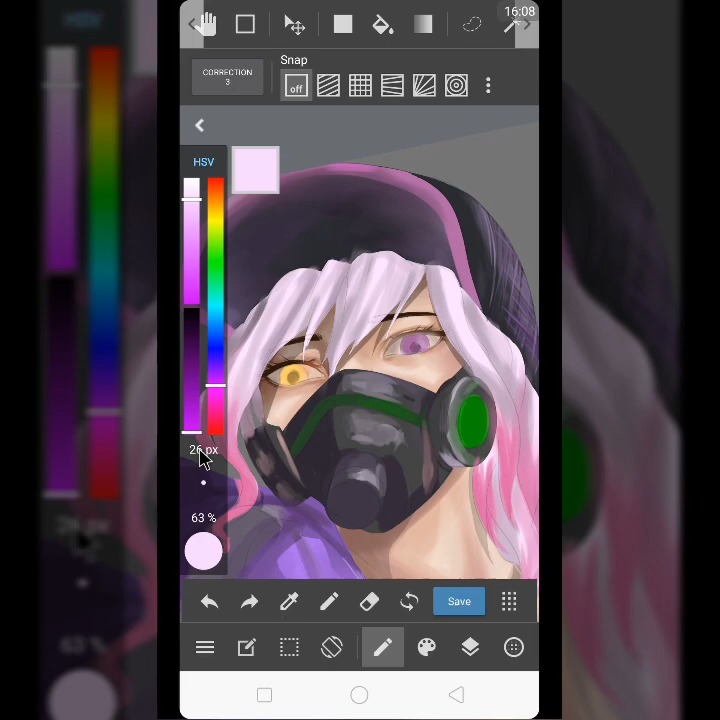 16:08
Snap
CORRECTION
3
off
HSV
26 px
63 %
Save